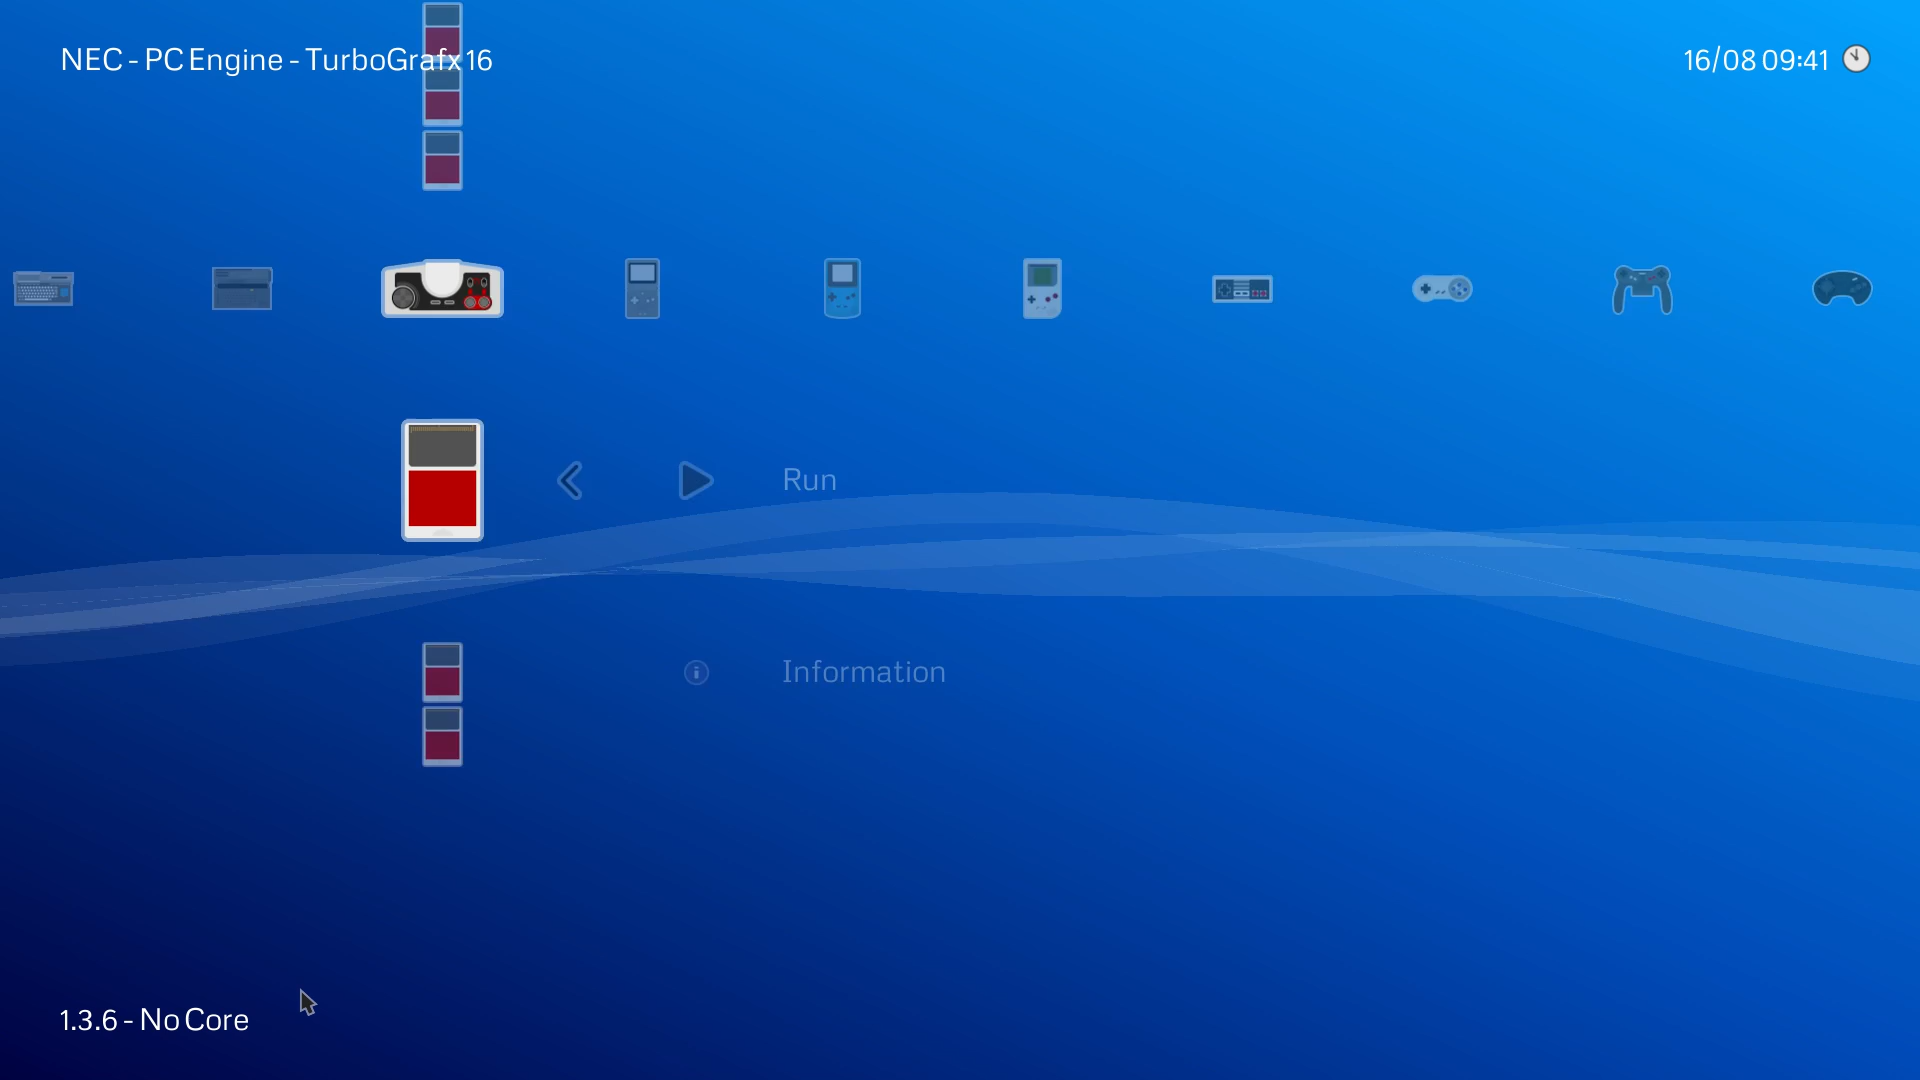 NEC - PC Engine - TurboGrafx 16
16/08 09:41
Run
Information
1.3.6 - No Core